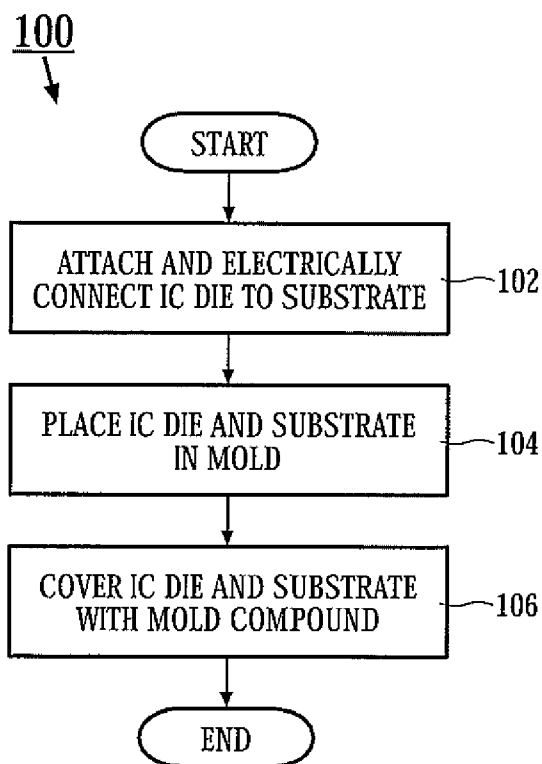 100
START
ATTACH AND ELECTRICALLY
CONNECT IC DIE TO SUBSTRATE
102
PLACE IC DIE AND SUBSTRATE
IN MOLD
104
COVER IC DIE AND SUBSTRATE
WITH MOLD COMPOUND
106
END